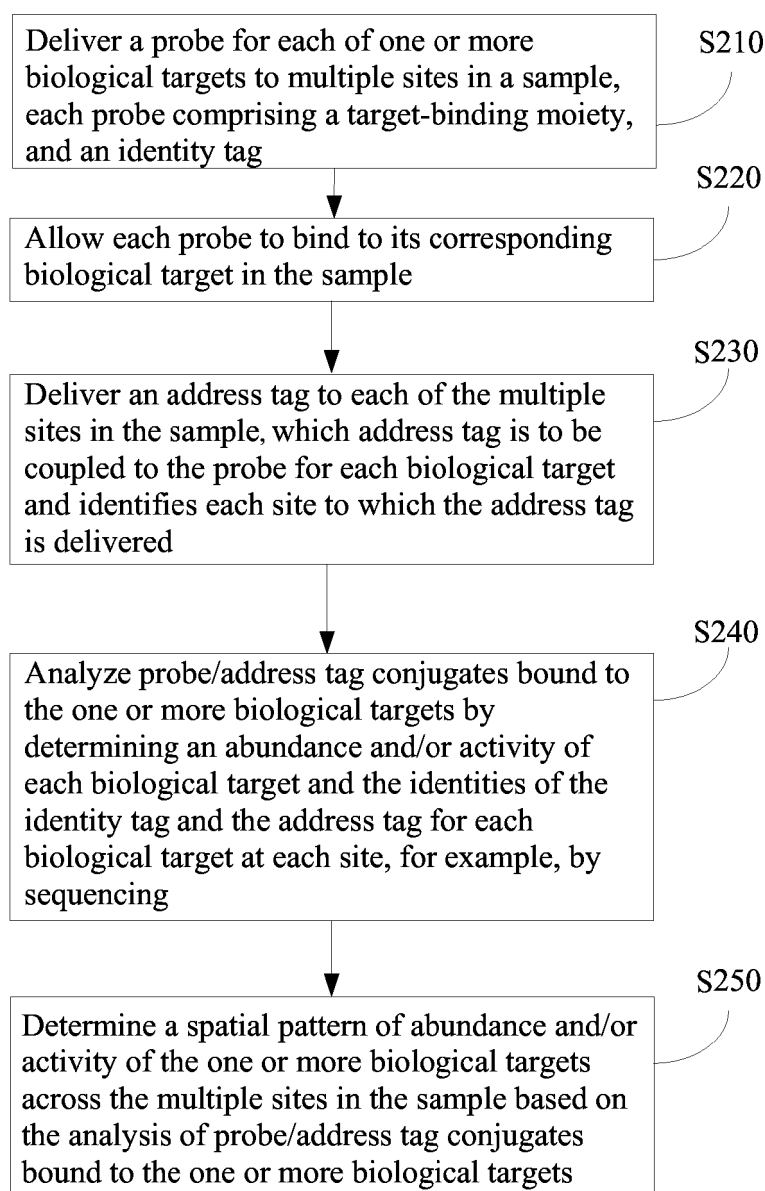 Deliver a probe for each of one or more
biological targets to multiple sites in a sample,
each probe comprising a target-binding moiety,
and an identity tag
S210
Allow each probe to bind to its corresponding
biological target in the sample
S220
Deliver an address tag to each of the multiple
sites in the sample, which address tag is to be
coupled to the probe for each biological target
and identifies each site to which the address tag
is delivered
S230
Analyze probe/address tag conjugates bound to
the one or more biological targets by
determining an abundance and/or activity of
each biological target and the identities of the
identity tag and the address tag for each
biological target at each site, for example, by
sequencing
S240
Determine a spatial pattern of abundance and/or
activity of the one or more biological targets
across the multiple sites in the sample based on
the analysis of probe/address tag conjugates
bound to the one or more biological targets
S250